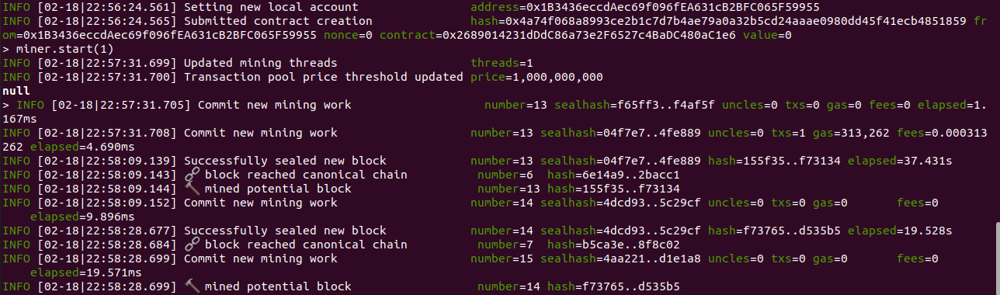 INFO [02-18|22:56:24.561] Setting new local account                address=0x1B3436eccdAec69f096fEA631cB2BFC065F59955
INFO [02-18|22:56:24.565] Submitted contract creation              hash=0x4a74f068a8993ce2b1c7d7b4ae79a0a32b5cd24aaae0980dd45f41ecb4851859 fr
om=0x1B3436eccdAec69f096fEA631cB2BFC065F59955 nonce=0 contract=0x2689014231dDdC86a73e2F6527c4BaDC480aC1e6 value=0
> miner.start(1)
INFO [02-18|22:57:31.699] Updated mining threads                   threads=1
INFO [02-18|22:57:31.700] Transaction pool price threshold updated price=1,000,000,000
null
> INFO [02-18|22:57:31.705] Commit new mining work                   number=13 sealhash=f65ff3..f4af5f uncles=0 txs=0 gas=0 fees=0 elapsed=1.
167ms
INFO [02-18|22:57:31.708] Commit new mining work                   number=13 sealhash=04f7e7..4fe889 uncles=0 txs=1 gas=313,262 fees=0.000313
262 elapsed=4.690ms
INFO [02-18|22:58:09.139] Successfully sealed new block            number=13 sealhash=04f7e7..4fe889 hash=155f35..f73134 elapsed=37.431s
INFO [02-18|22:58:09.143] 🔗 block reached canonical chain          number=6  hash=6e14a9..2bacc1
INFO [02-18|22:58:09.144] 🔨 mined potential block                  number=13 hash=155f35..f73134
INFO [02-18|22:58:09.152] Commit new mining work                   number=14 sealhash=4dcd93..5c29cf uncles=0 txs=0 gas=0       fees=0
    elapsed=9.896ms
INFO [02-18|22:58:28.677] Successfully sealed new block            number=14 sealhash=4dcd93..5c29cf hash=f73765..d535b5 elapsed=19.528s
INFO [02-18|22:58:28.684] 🔗 block reached canonical chain          number=7  hash=b5ca3e..8f8c02
INFO [02-18|22:58:28.699] Commit new mining work                   number=15 sealhash=4aa221..d1e1a8 uncles=0 txs=0 gas=0       fees=0
    elapsed=19.571ms
INFO [02-18|22:58:28.699] 🔨 mined potential block                  number=14 hash=f73765..d535b5